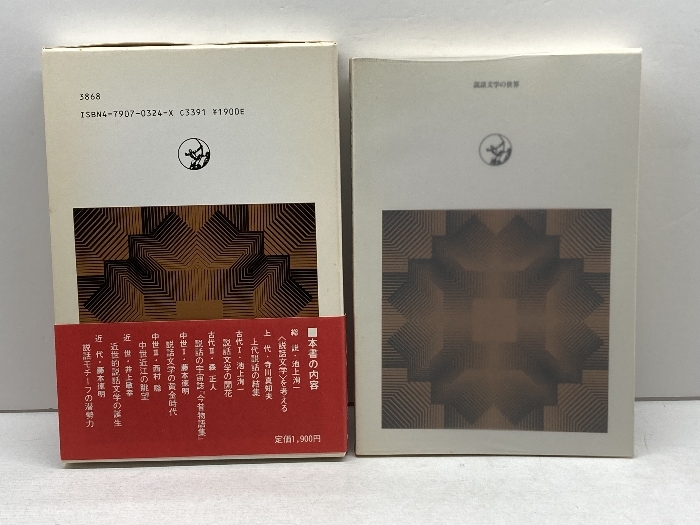 3868
ISBN4-7907-0324-X C3391 ¥1900E
■本書の内容
総説・池上洵一
〈説話文学〉を考える
上代・寺川真知夫
上代説話の結集
古代Ⅰ・池上洵一
説話文学の開花
古代Ⅱ・森正人
説話の宇宙誌『今昔物語集』
中世Ⅰ・藤本徳明
説話文学の黄金時代
中世Ⅱ・西村聡
中世近江の眺望
近世・井上敏幸
近世的説話文学の誕生
近代・藤本徳明
説話モチーフの潜勢力
定価1,900円
説話文学の世界